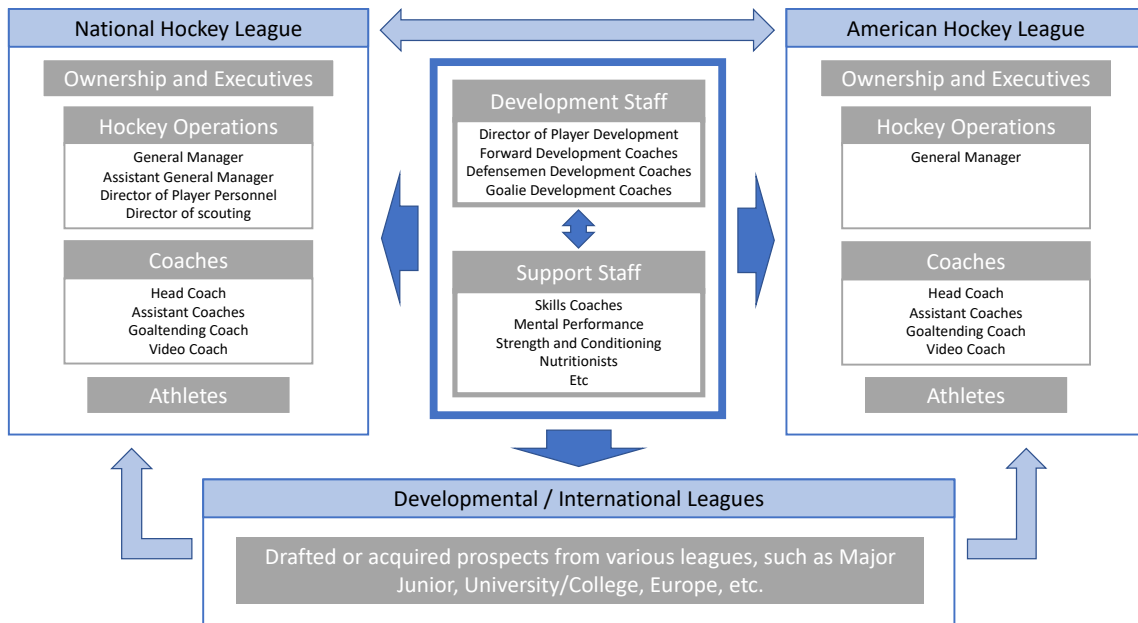 National Hockey League
Ownership and Executives
Hockey Operations
General Manager
Assistant General Manager
Director of Player Personnel
Director of scouting
Coaches
Head Coach
Assistant Coaches
Goaltending Coach
Video Coach
Athletes
Development Staff
Director of Player Development
Forward Development Coaches
Defensemen Development Coaches
Goalie Development Coaches
Support Staff
Skills Coaches
Mental Performance
Strength and Conditioning
Nutritionists
Etc
American Hockey League
Ownership and Executives
Hockey Operations
General Manager
Coaches
Head Coach
Assistant Coaches
Goaltending Coach
Video Coach
Athletes
Developmental / International Leagues
Drafted or acquired prospects from various leagues, such as Major
Junior, University/College, Europe, etc.